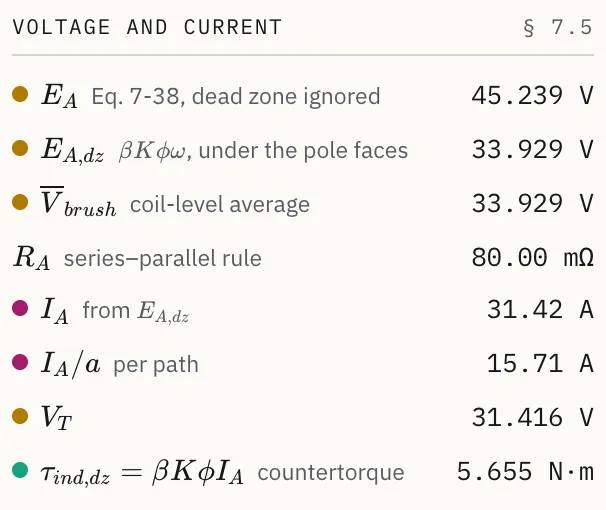 VOLTAGE AND CURRENT § 7.5
E_A Eq. 7-38, dead zone ignored 45.239 V
E_{A,dz} βKϕω, under the pole faces 33.929 V
V̅_{brush} coil-level average 33.929 V
R_A series–parallel rule 80.00 mΩ
I_A from E_{A,dz} 31.42 A
I_A/a per path 15.71 A
V_T 31.416 V
τ_{ind,dz} = βKϕI_A countertorque 5.655 N·m